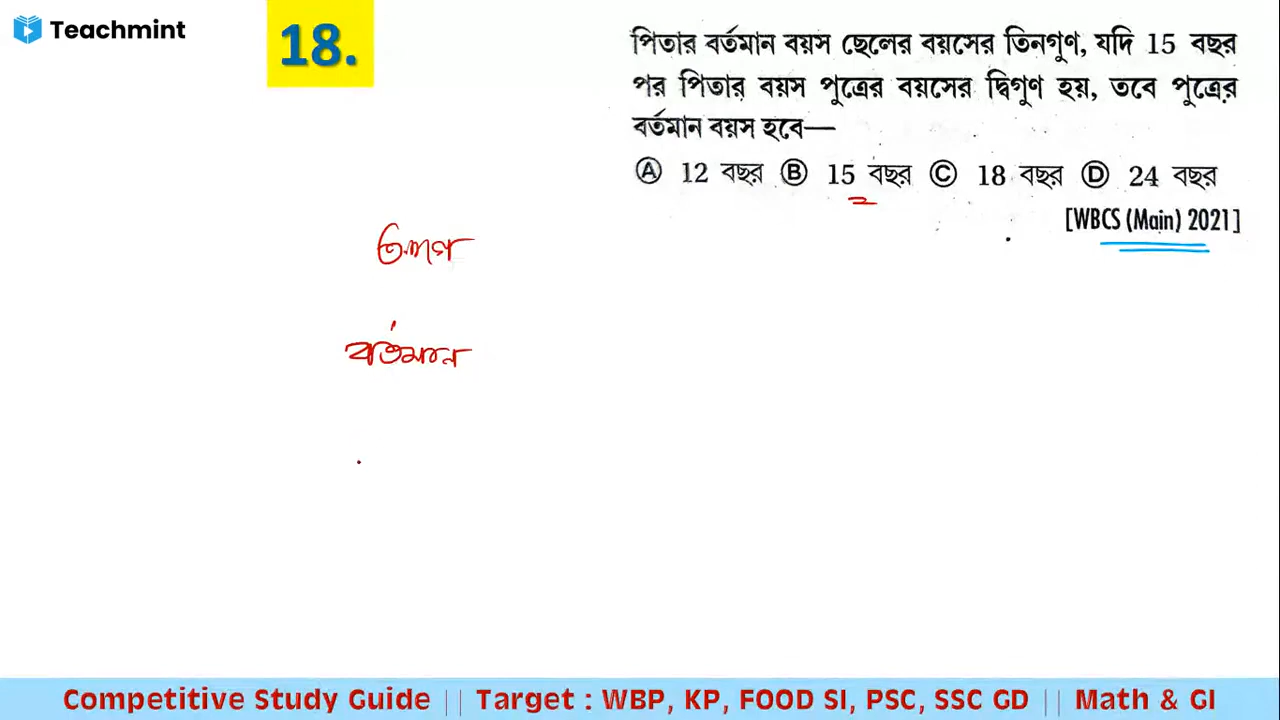 Teachmint
18.
পিতার বর্তমান বয়স ছেলের বয়সের তিনগুণ, যদি 15 বছর
পর পিতার বয়স পুত্রের বয়সের দ্বিগুণ হয়, তবে পুত্রের
বর্তমান বয়স হবে—
Ⓐ 12 বছর Ⓑ 15 বছর Ⓒ 18 বছর Ⓓ 24 বছর
[WBCS (Main) 2021]
বর্তমান
Competitive Study Guide || Target : WBP, KP, FOOD SI, PSC, SSC GD || Math & GI